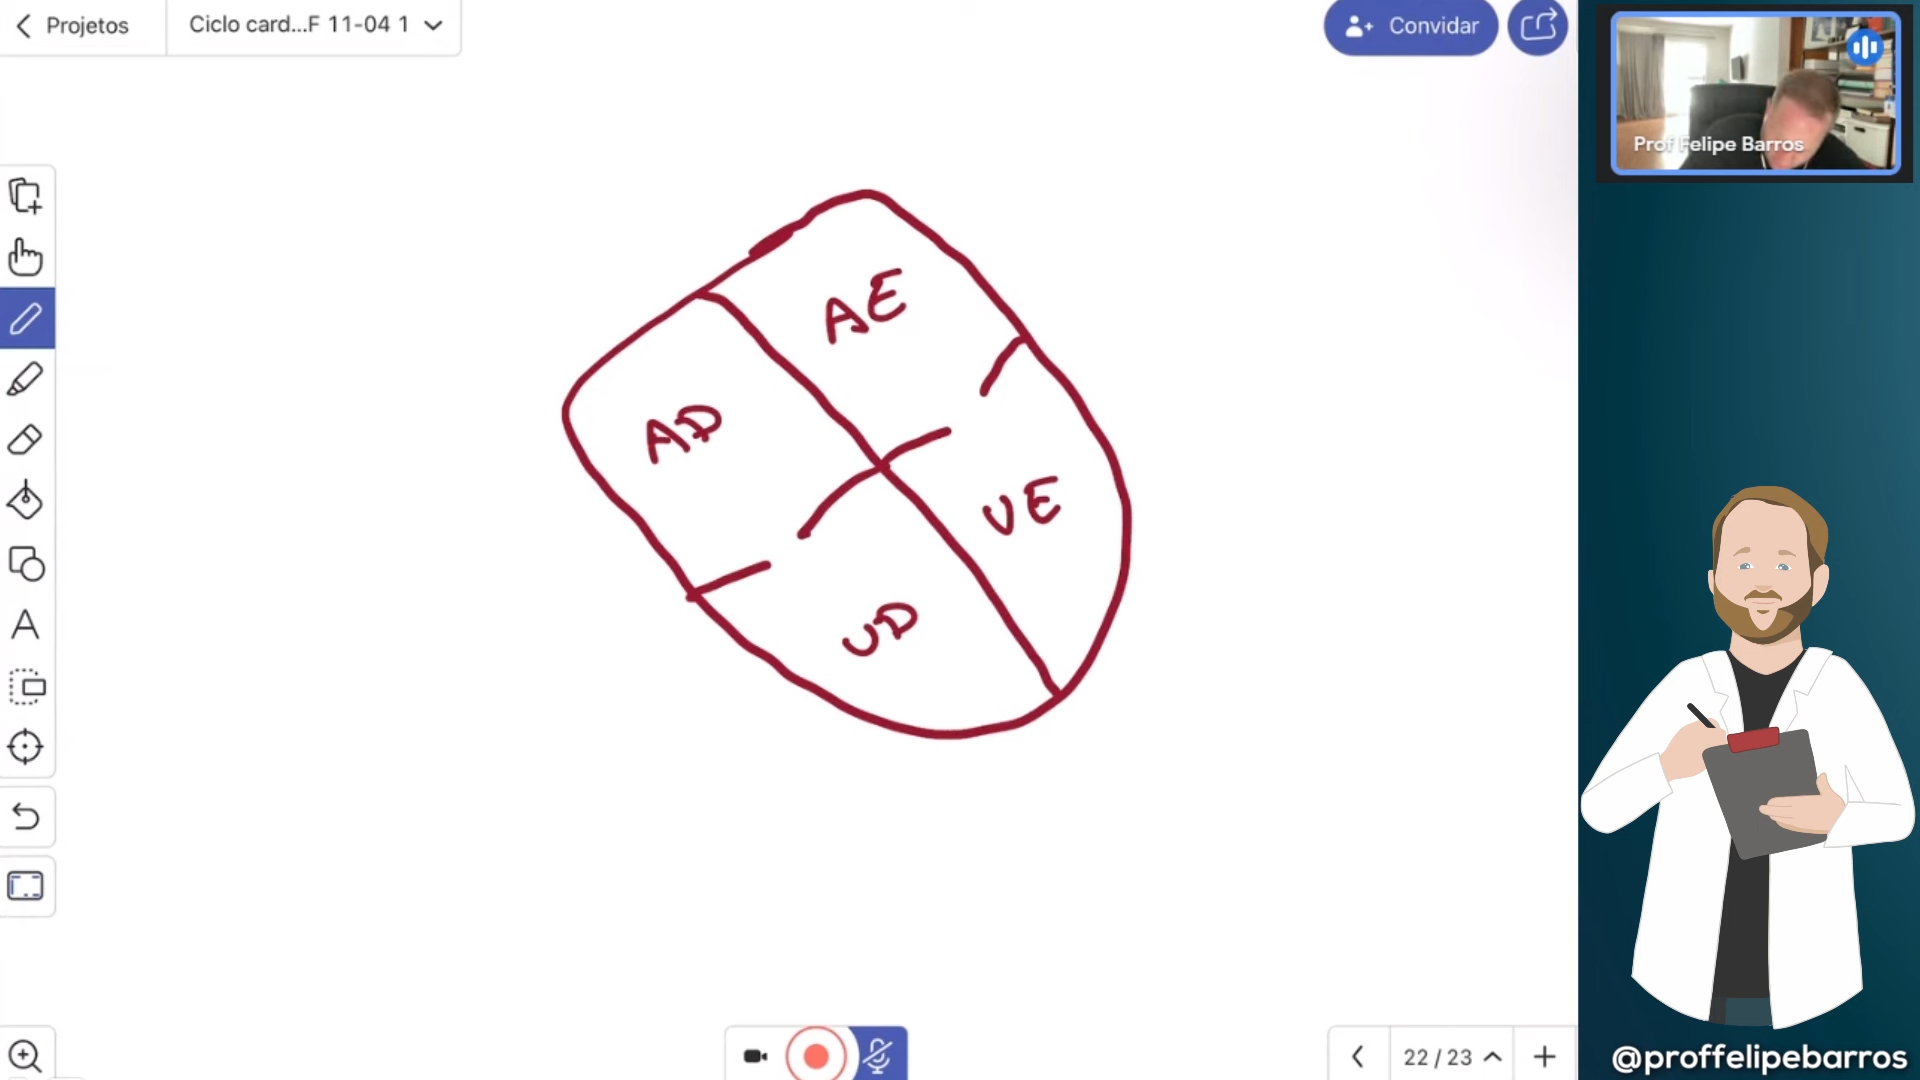 Projetos
Ciclo card...F 11-04 1
Convidar
Prof Felipe Barros
AE
AD
VE
VD
A
22 / 23
@proffelipebarros